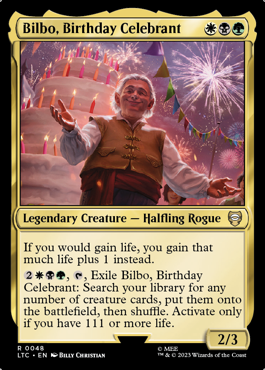 Bilbo, Birthday Celebrant
Legendary Creature — Halfling Rogue
If you would gain life, you gain that
much life plus 1 instead.
2, Exile Bilbo, Birthday
Celebrant: Search your library for any
number of creature cards, put them onto
the battlefield, then shuffle. Activate only
if you have 111 or more life.
2/3
R 0048
LTC • EN BILLY CHRISTIAN
© MEE
™ & © 2023 Wizards of the Coast